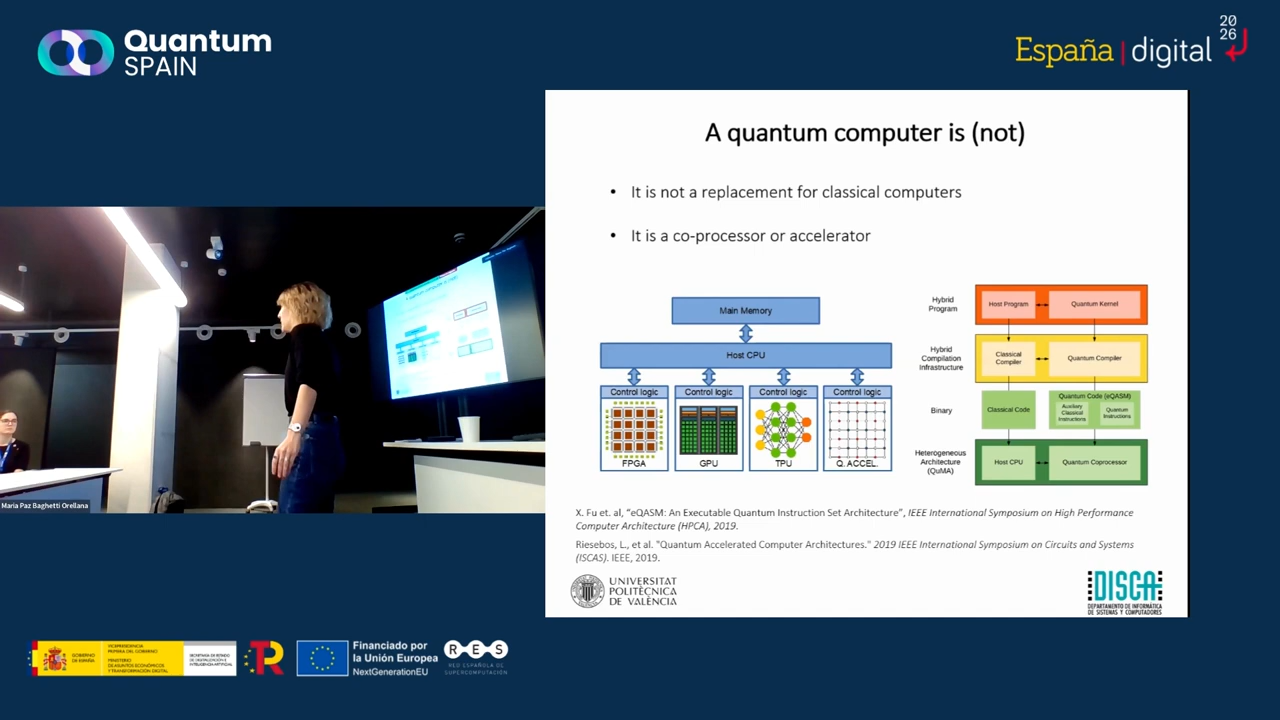 Quantum
SPAIN
20
26
España | digital
A quantum computer is (not)
• It is not a replacement for classical computers
• It is a co-processor or accelerator
Main Memory
Host CPU
Control logic
Control logic
Control logic
Control logic
FPGA
GPU
TPU
Q. ACCEL.
Hybrid
Program
Host Program
Quantum Kernel
Hybrid
Compilation
Infrastructure
Classical
Compiler
Quantum Compiler
Binary
Classical Code
Quantum Code (eQASM)
Auxiliary
Classical
Instructions
Quantum
Instructions
Heterogeneous
Architecture
(QuMA)
Host CPU
Quantum Coprocessor
X. Fu et. al, "eQASM: An Executable Quantum Instruction Set Architecture", IEEE International Symposium on High Performance
Computer Architecture (HPCA), 2019.
Riesebos, L., et al. "Quantum Accelerated Computer Architectures." 2019 IEEE International Symposium on Circuits and Systems
(ISCAS). IEEE, 2019.
UNIVERSITAT
POLITÈCNICA
DE VALÈNCIA
DISCA
DEPARTAMENTO DE INFORMÁTICA
DE SISTEMAS Y COMPUTADORES
Maria Paz Baghetti Orellana
GOBIERNO
DE ESPAÑA
VICEPRESIDENCIA
PRIMERA DEL GOBIERNO
MINISTERIO
DE ASUNTOS ECONÓMICOS
Y TRANSFORMACIÓN DIGITAL
SECRETARÍA DE ESTADO
DE DIGITALIZACIÓN E
INTELIGENCIA ARTIFICIAL
R
Financiado por
la Unión Europea
NextGenerationEU
RES
RED ESPAÑOLA DE
SUPERCOMPUTACIÓN